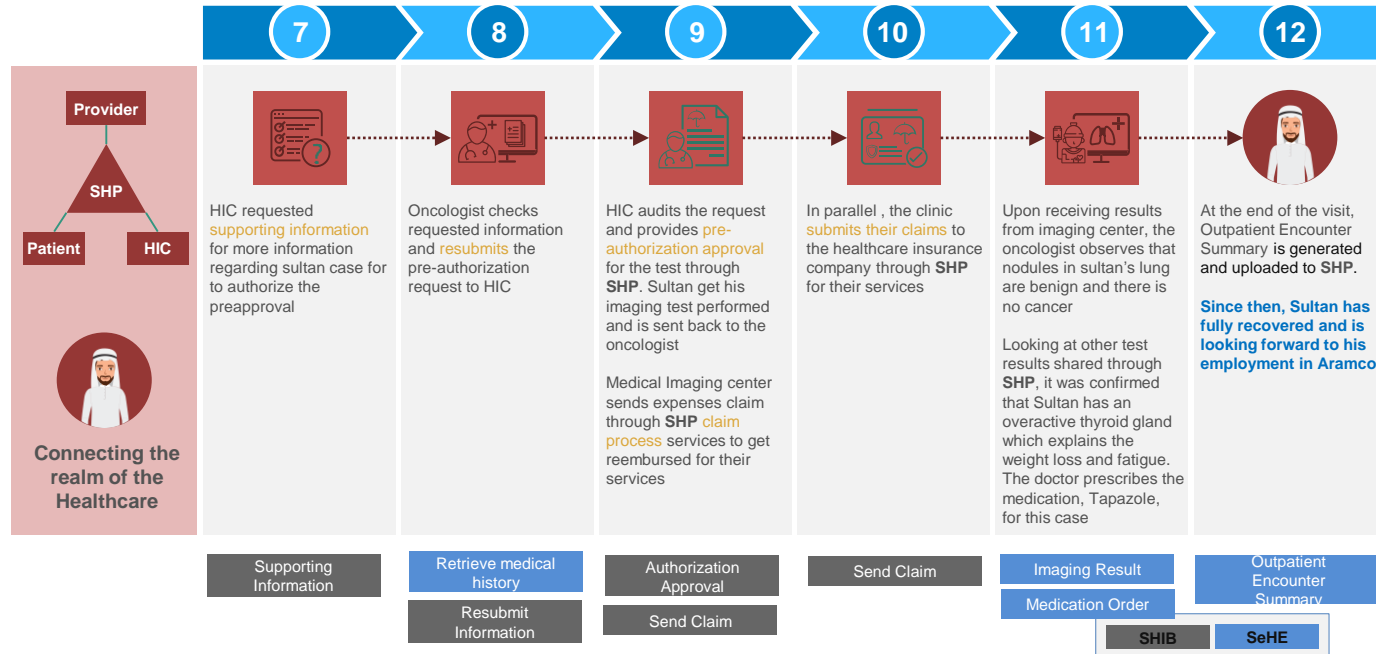 7
8
9
10
11
12
Provider
SHP
Patient
HIC
Connecting the
realm of the
Healthcare
HIC requested
supporting information
for more information
regarding sultan case for
to authorize the
preapproval
Oncologist checks
requested information
and resubmits the
pre-authorization
request to HIC
HIC audits the request
and provides pre-
authorization approval
for the test through
SHP. Sultan get his
imaging test performed
and is sent back to the
oncologist
Medical Imaging center
sends expenses claim
through SHP claim
process services to get
reembursed for their
services
In parallel , the clinic
submits their claims to
the healthcare insurance
company through SHP
for their services
Upon receiving results
from imaging center, the
oncologist observes that
nodules in sultan's lung
are benign and there is
no cancer
Looking at other test
results shared through
SHP, it was confirmed
that Sultan has an
overactive thyroid gland
which explains the
weight loss and fatigue.
The doctor prescribes the
medication, Tapazole,
for this case
At the end of the visit,
Outpatient Encounter
Summary is generated
and uploaded to SHP.
Since then, Sultan has
fully recovered and is
looking forward to his
employment in Aramco
Supporting
Information
Retrieve medical
history
Resubmit
Information
Authorization
Approval
Send Claim
Send Claim
Imaging Result
Medication Order
Outpatient
Encounter
Summary
SHIB
SeHE